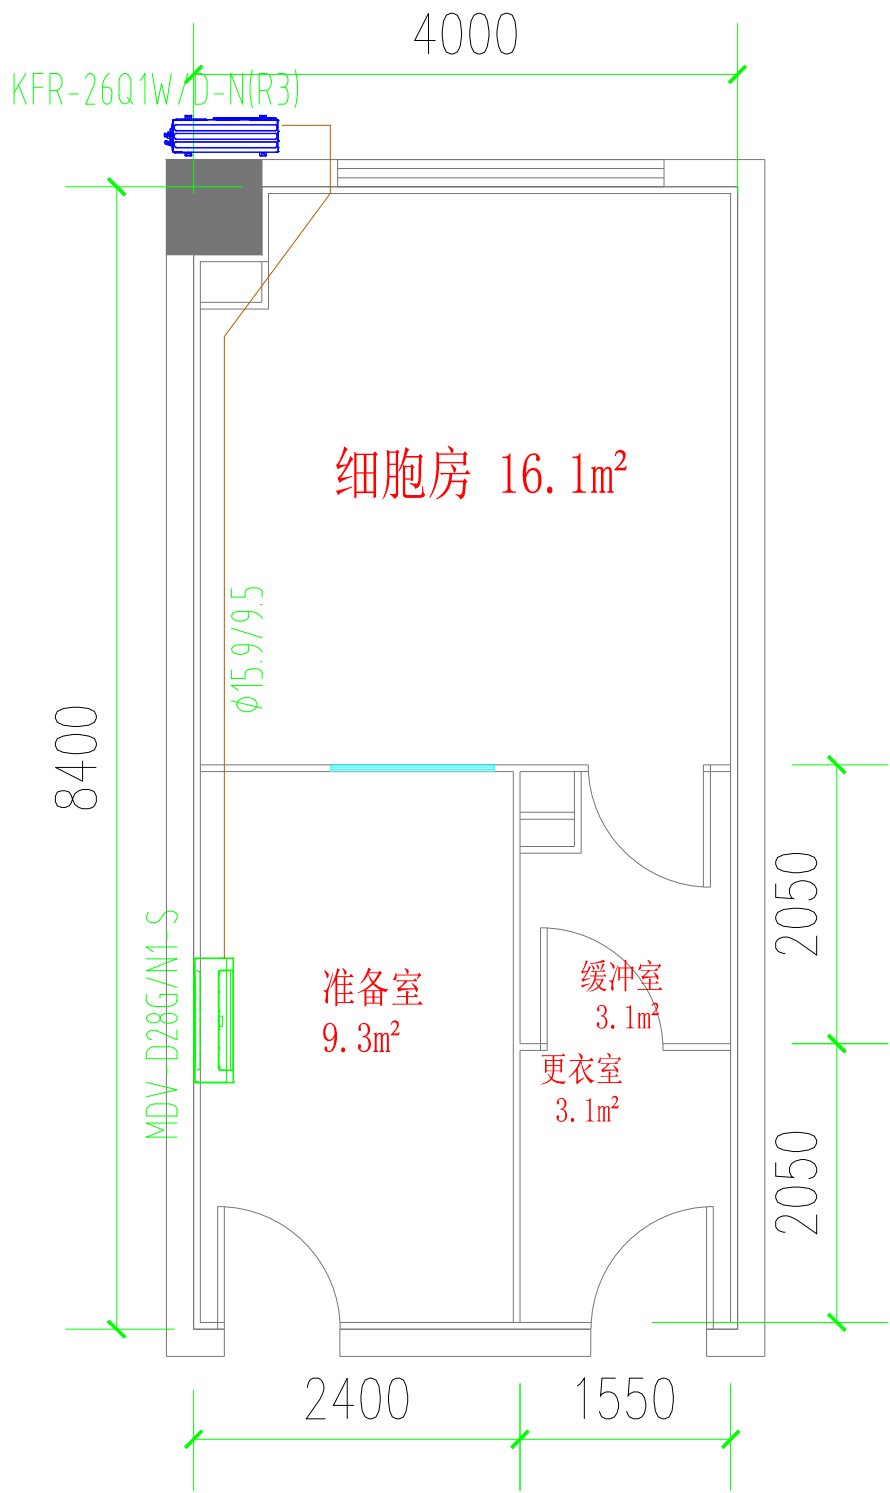 4000
KFR-26Q1W/D-N(R3)
细胞房 16.1m²
ϕ15.9/9.5
8400
2050
MDV-D28G/N1-S
准备室
9.3m²
缓冲室
3.1m²
更衣室
3.1m²
2050
2400
1550